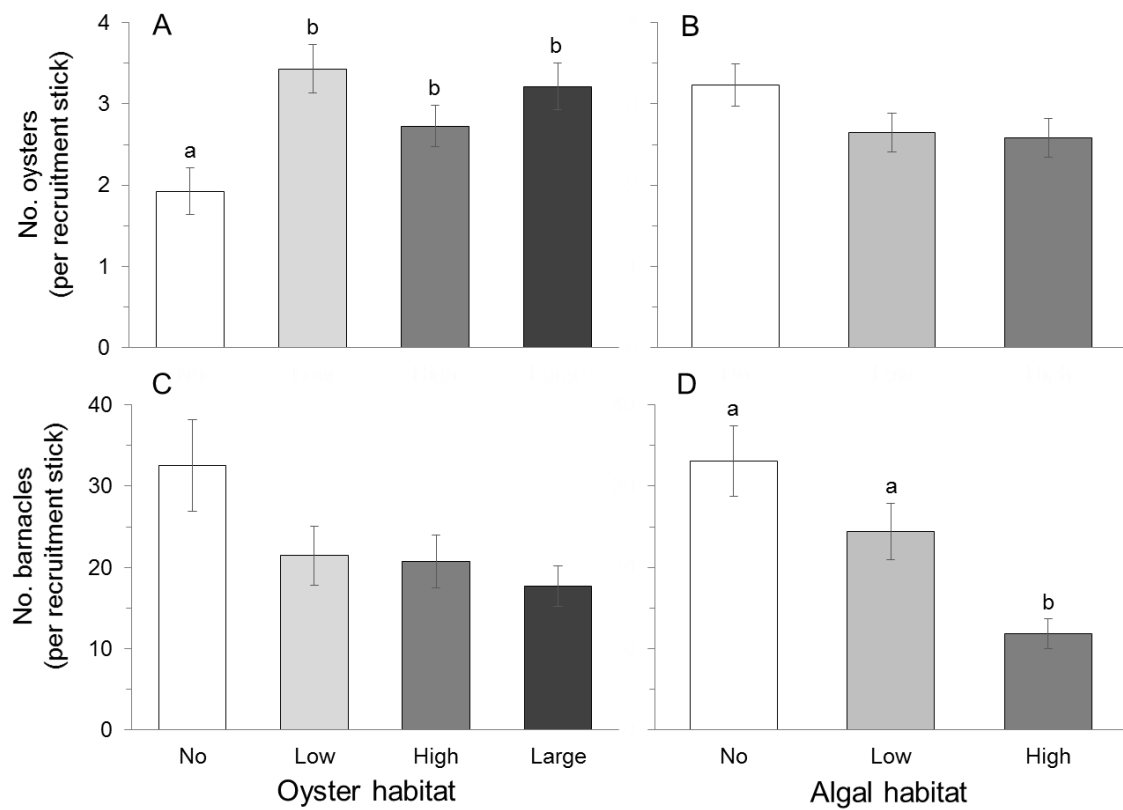 No. oysters
(per recruitment stick)
A
4
3
2
1
0
a
b
b
b
B
No. barnacles
(per recruitment stick)
C
40
30
20
10
0
No
Low
High
Large
Oyster habitat
D
a
a
b
No
Low
High
Algal habitat